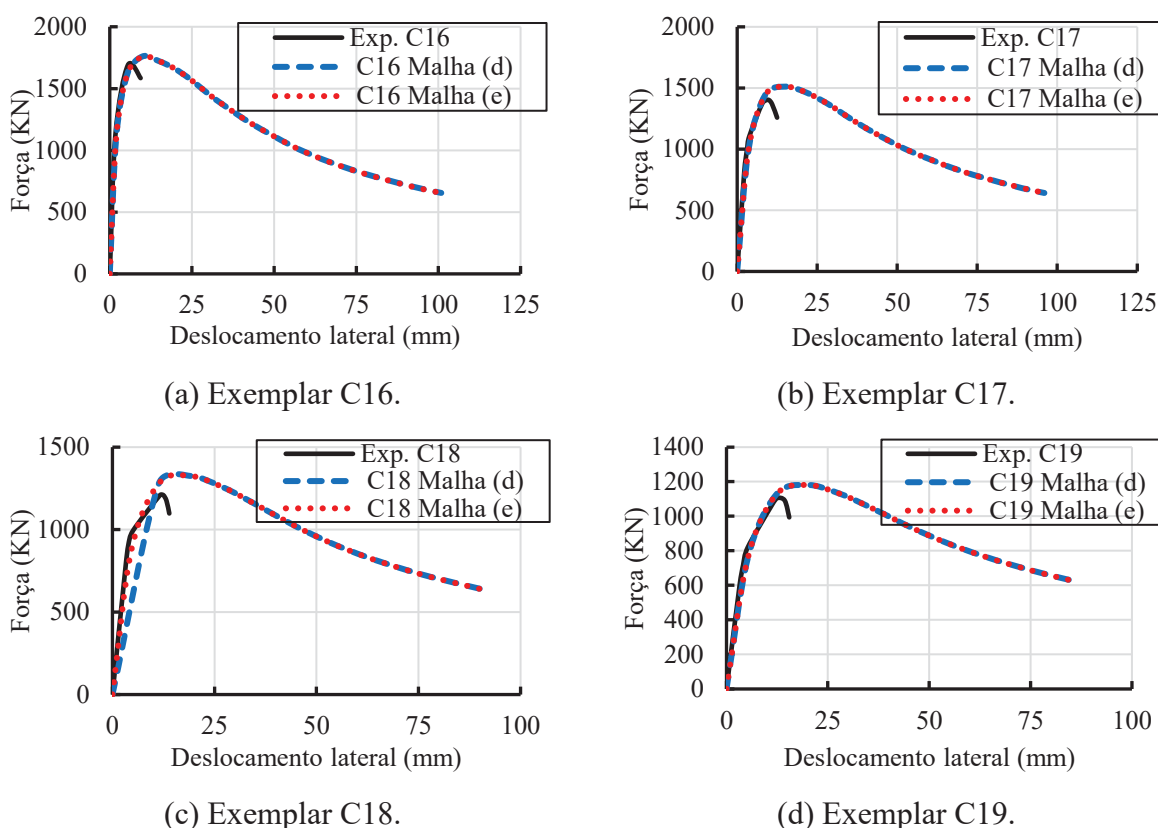 2000
1500
1000
500
0
Força (KN)
Exp. C16
C16 Malha (d)
C16 Malha (e)
0 25 50 75 100 125
Deslocamento lateral (mm)
(a) Exemplar C16.
2000
1500
1000
500
0
Força (KN)
Exp. C17
C17 Malha (d)
C17 Malha (e)
0 25 50 75 100 125
Deslocamento lateral (mm)
(b) Exemplar C17.
1500
1000
500
0
Força (KN)
Exp. C18
C18 Malha (d)
C18 Malha (e)
0 25 50 75 100
Deslocamento lateral (mm)
(c) Exemplar C18.
1400
1200
1000
800
600
400
200
0
Força (KN)
Exp. C19
C19 Malha (d)
C19 Malha (e)
0 25 50 75 100
Deslocamento lateral (mm)
(d) Exemplar C19.